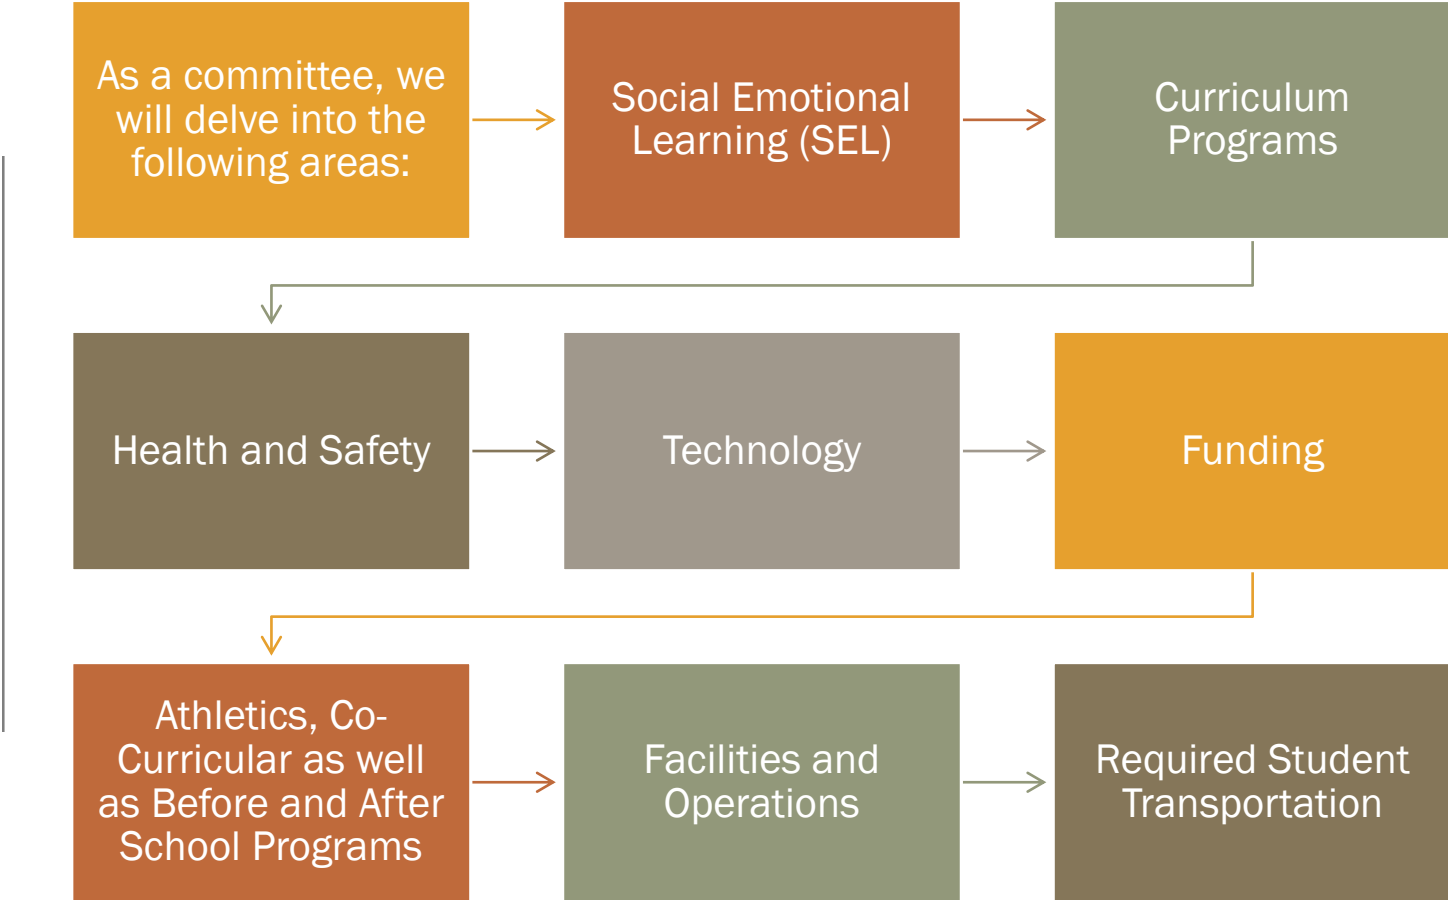 As a committee, we
will delve into the
following areas:
Social Emotional
Learning (SEL)
Curriculum
Programs
Health and Safety
Technology
Funding
Athletics, Co-
Curricular as well
as Before and After
School Programs
Facilities and
Operations
Required Student
Transportation